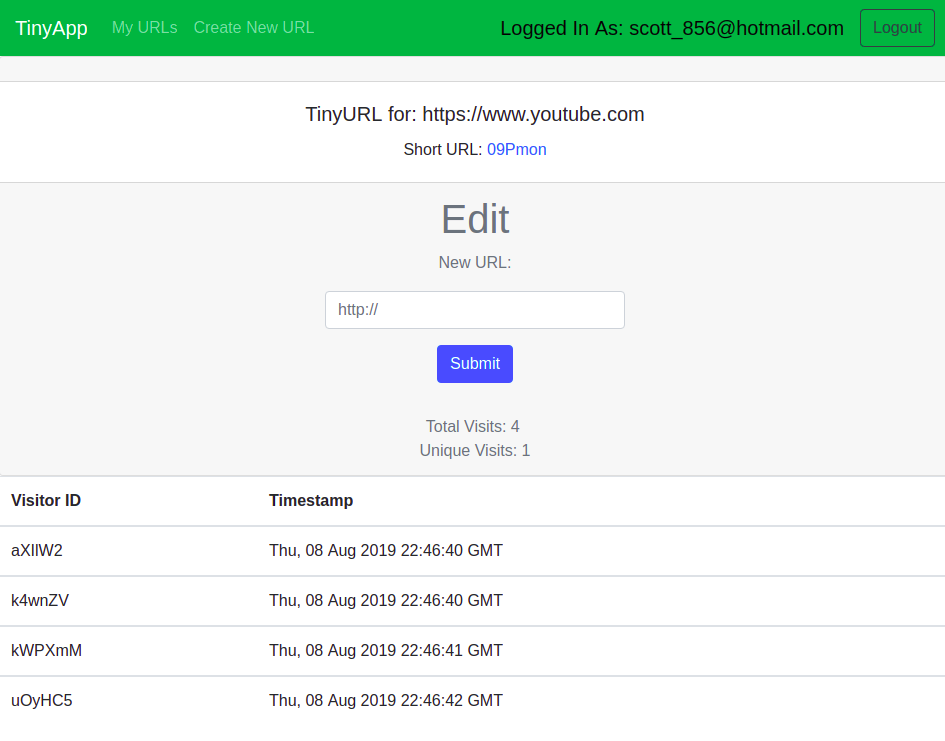 TinyApp My URLs Create New URL Logged In As: scott_856@hotmail.com Logout
TinyURL for: https://www.youtube.com
Short URL: 09Pmon
Edit
New URL:
http://
Submit
Total Visits: 4
Unique Visits: 1
Visitor ID Timestamp
aXIlW2 Thu, 08 Aug 2019 22:46:40 GMT
k4wnZV Thu, 08 Aug 2019 22:46:40 GMT
kWPXmM Thu, 08 Aug 2019 22:46:41 GMT
uOyHC5 Thu, 08 Aug 2019 22:46:42 GMT